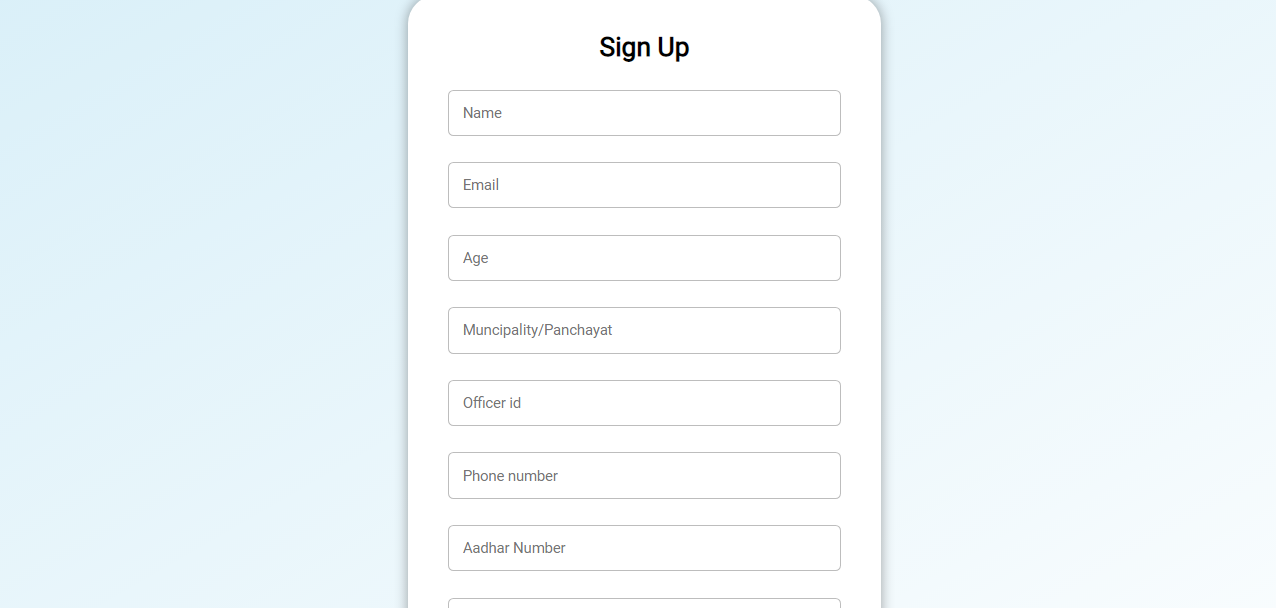 Sign Up
Name
Email
Age
Muncipality/Panchayat
Officer id
Phone number
Aadhar Number